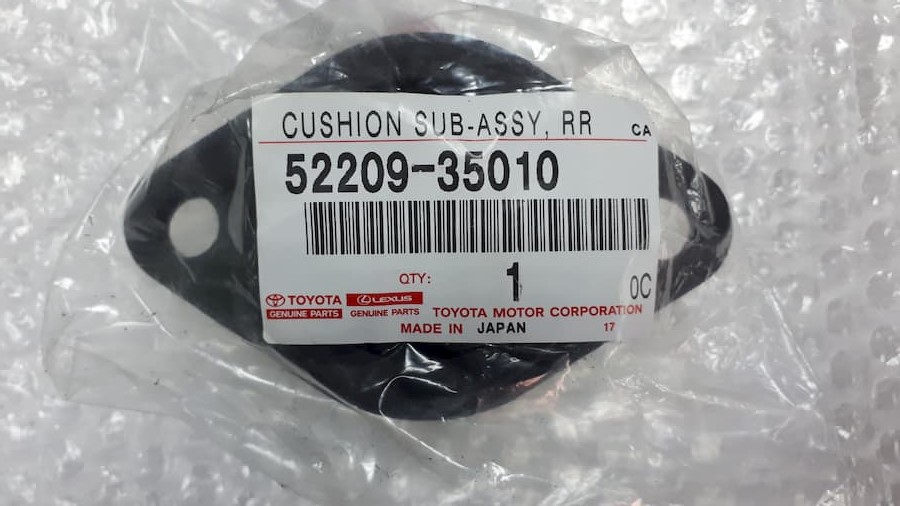 CUSHION SUB-ASSY, RR CA
52209-35010
QTY: 1 0C
TOYOTA LEXUS
GENUINE PARTS GENUINE PARTS TOYOTA MOTOR CORPORATION
MADE IN JAPAN 17